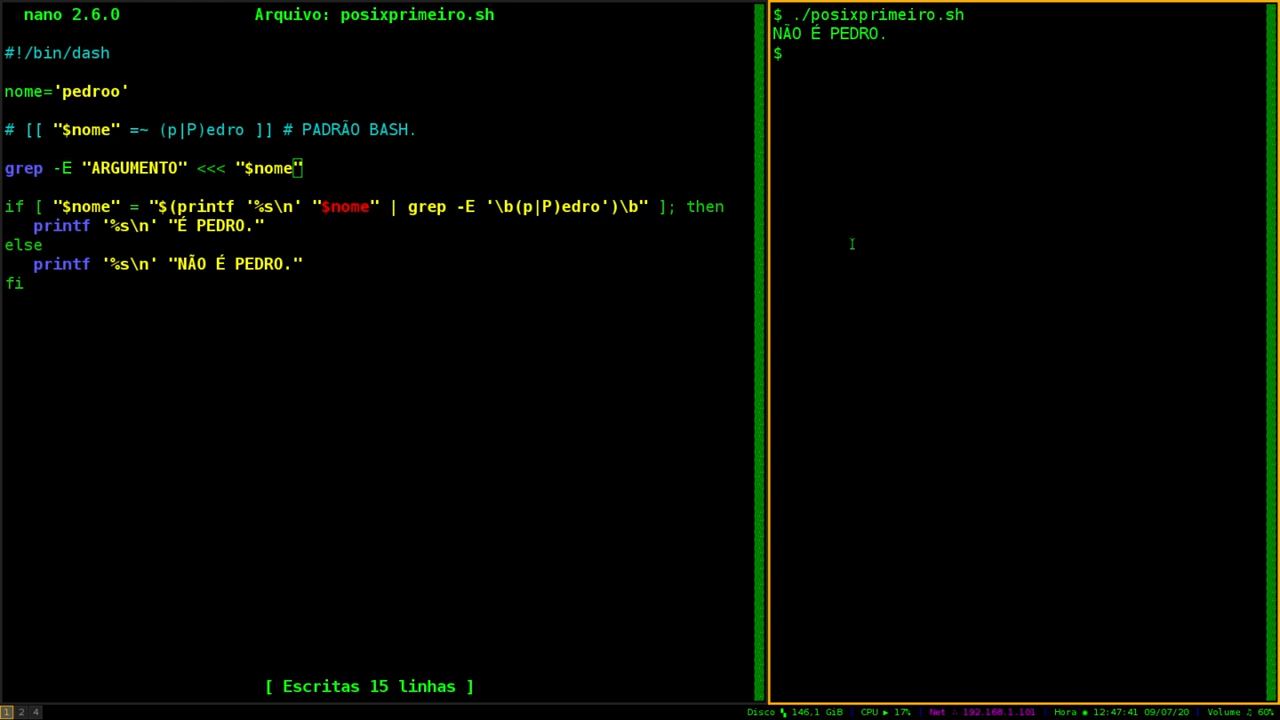 nano 2.6.0 Arquivo: posixprimeiro.sh
#!/bin/dash
nome='pedroo'
# [[ "$nome" =~ (p|P)edro ]] # PADRÃO BASH.
grep -E "ARGUMENTO" <<< "$nome"
if [ "$nome" = "$(printf '%s\n' "$nome" | grep -E '\b(p|P)edro')\b" ]; then
printf '%s\n' "É PEDRO."
else
printf '%s\n' "NÃO É PEDRO."
fi
[ Escritas 15 linhas ]
$ ./posixprimeiro.sh
NÃO É PEDRO.
$
1 2 4
Disco 146,1 GiB CPU ▶ 17% Net 192.168.1.101 Hora ◉ 12:47:41 09/07/20 Volume ♫ 60%